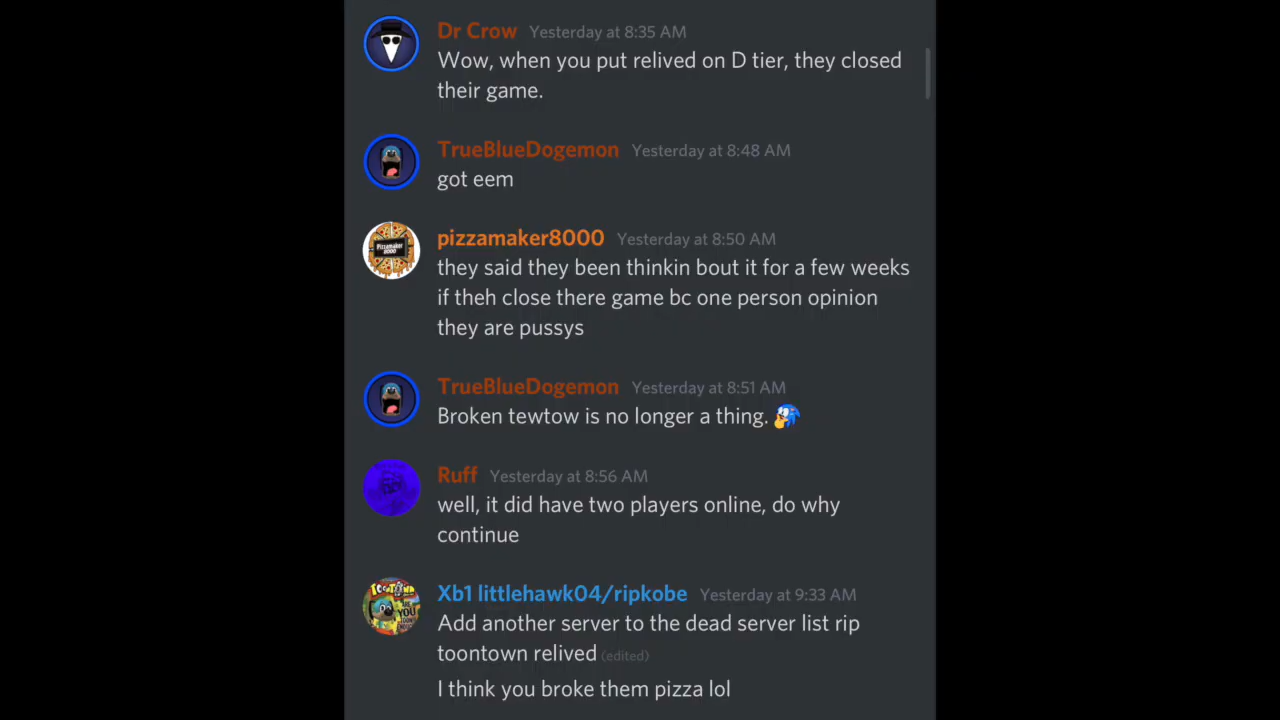 Dr Crow Yesterday at 8:35 AM
Wow, when you put relived on D tier, they closed
their game.
TrueBlueDogemon Yesterday at 8:48 AM
got eem
pizzamaker8000 Yesterday at 8:50 AM
they said they been thinkin bout it for a few weeks
if theh close there game bc one person opinion
they are pussys
TrueBlueDogemon Yesterday at 8:51 AM
Broken tewtow is no longer a thing.
Ruff Yesterday at 8:56 AM
well, it did have two players online, do why
continue
Xb1 littlehawk04/ripkobe Yesterday at 9:33 AM
Add another server to the dead server list rip
toontown relived (edited)
I think you broke them pizza lol